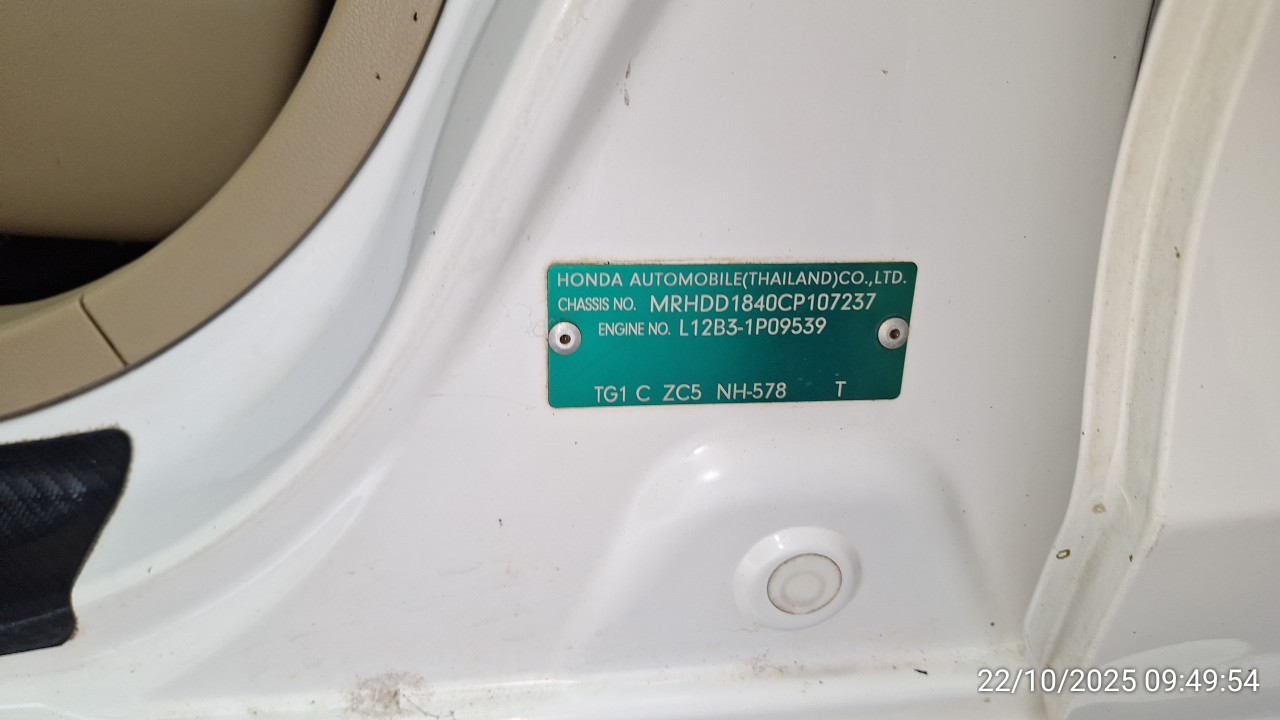 HONDA AUTOMOBILE(THAILAND)CO.,LTD.
CHASSIS NO. MRHDD1840CP107237
ENGINE NO. L12B3-1P09539
TG1 C ZC5 NH-578 T
22/10/2025 09:49:54